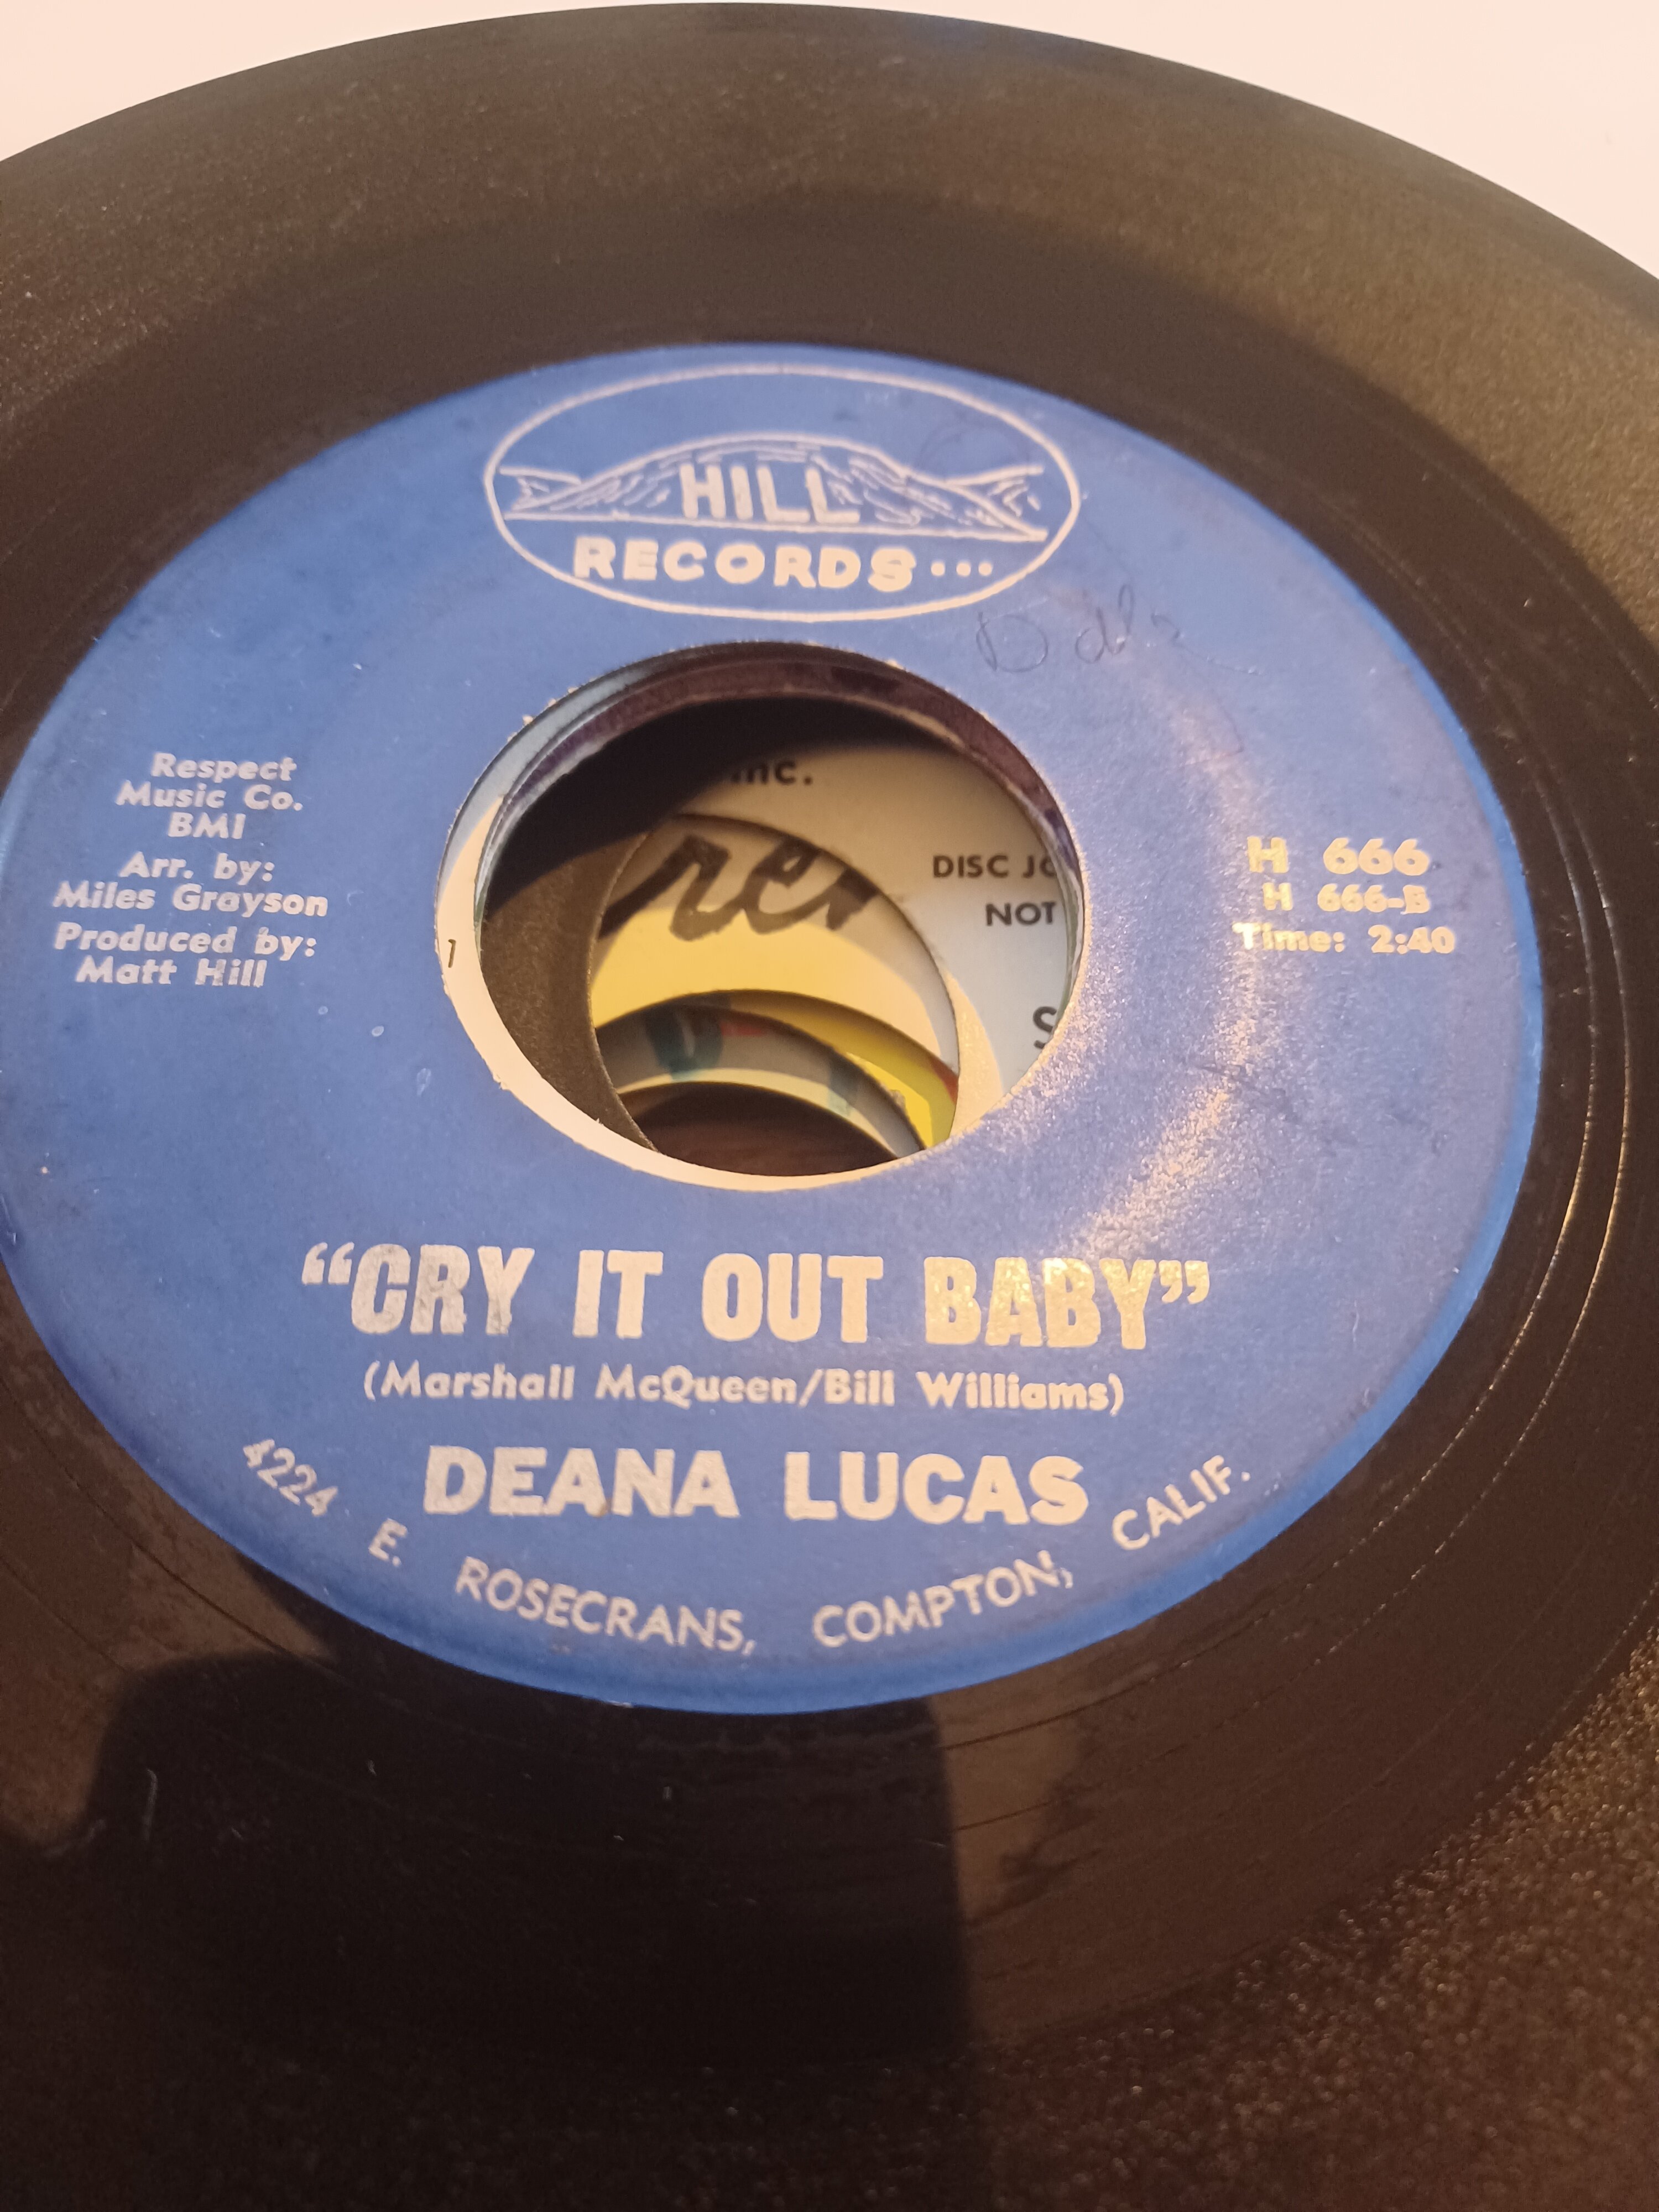 HILL
RECORDS...
Respect
Music Co.
BMI
Arr. by:
Miles Grayson
Produced by:
Matt Hill
H 666
H 666-B
Time: 2:40
inc.
DISC JO
NOT
S
1
"CRY IT OUT BABY"
(Marshall McQueen/Bill Williams)
DEANA LUCAS
4224 E. ROSECRANS, COMPTON, CALIF.